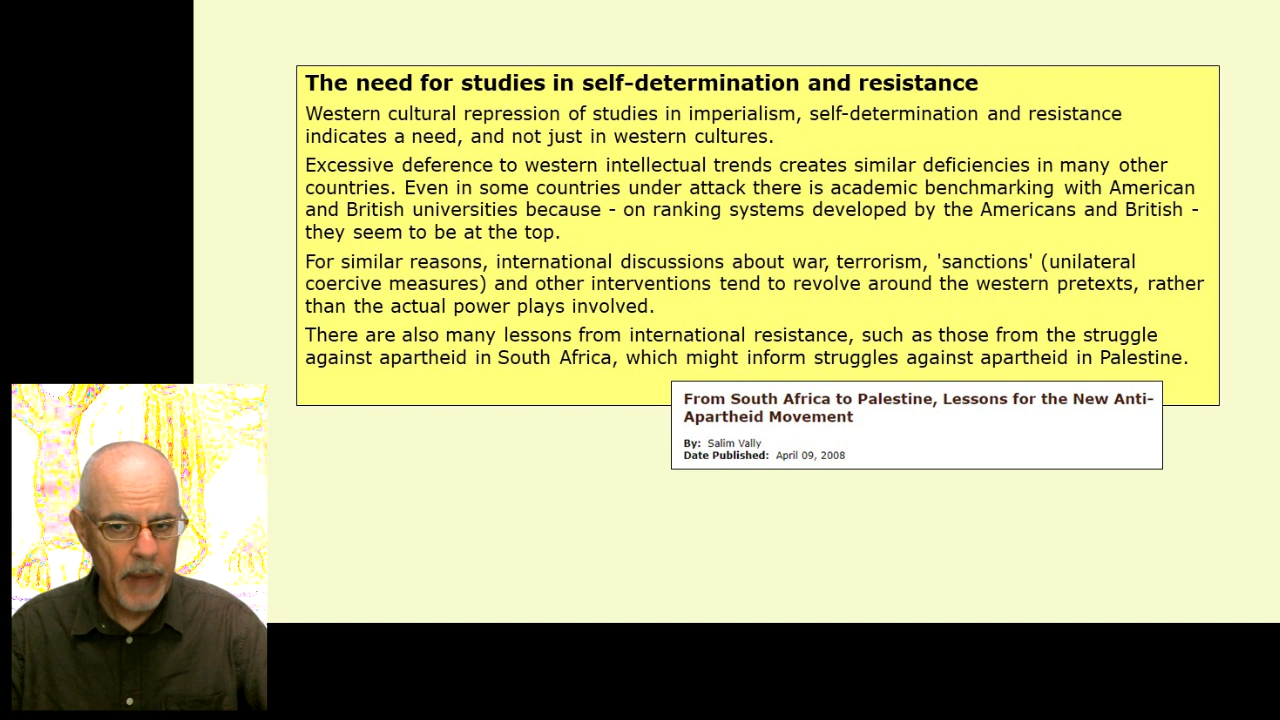 The need for studies in self-determination and resistance
Western cultural repression of studies in imperialism, self-determination and resistance
indicates a need, and not just in western cultures.
Excessive deference to western intellectual trends creates similar deficiencies in many other
countries. Even in some countries under attack there is academic benchmarking with American
and British universities because - on ranking systems developed by the Americans and British -
they seem to be at the top.
For similar reasons, international discussions about war, terrorism, 'sanctions' (unilateral
coercive measures) and other interventions tend to revolve around the western pretexts, rather
than the actual power plays involved.
There are also many lessons from international resistance, such as those from the struggle
against apartheid in South Africa, which might inform struggles against apartheid in Palestine.
From South Africa to Palestine, Lessons for the New Anti-
Apartheid Movement
By: Salim Vally
Date Published: April 09, 2008